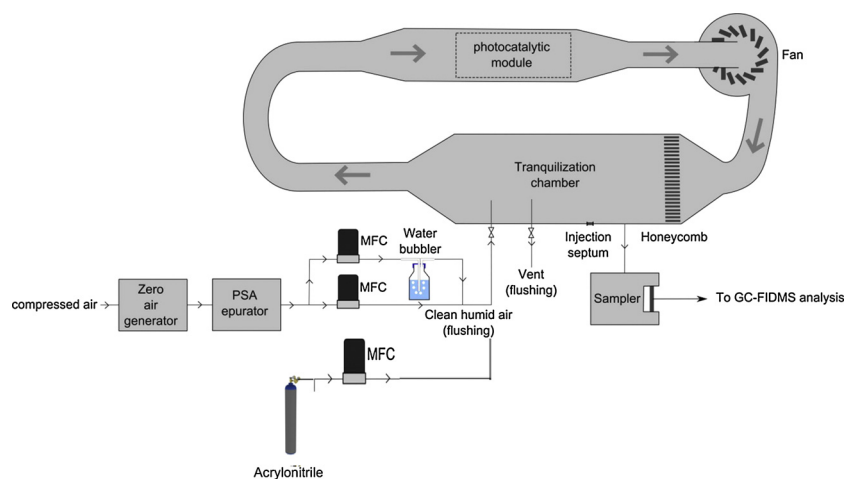 photocatalytic
module
Fan
Tranquilization
chamber
MFC
Water
bubbler
Injection
septum
Honeycomb
Vent
(flushing)
Zero
air
generator
PSA
epurator
MFC
compressed air
Sampler
To GC-FIDMS analysis
Clean humid air
(flushing)
MFC
Acrylonitrile